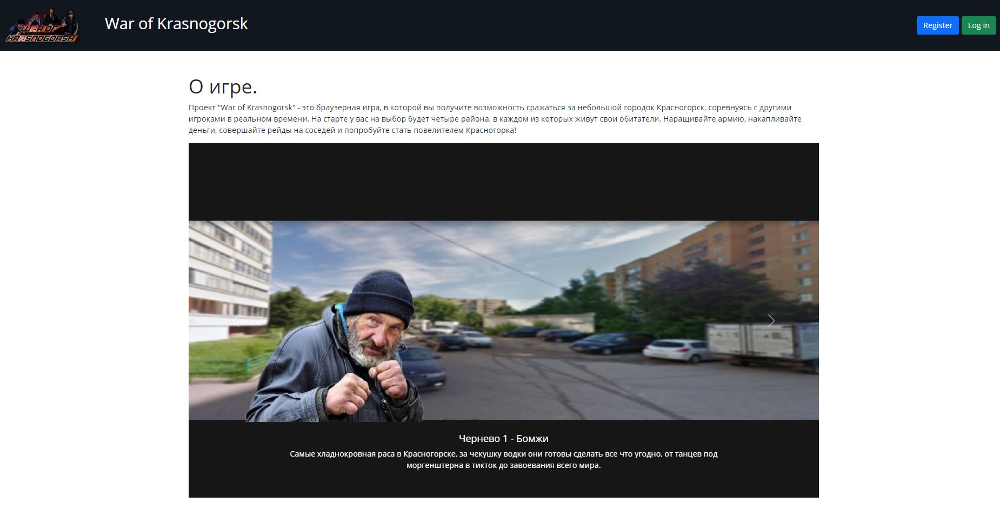 WAR OF
KRASNOGORSK
War of Krasnogorsk
Register
Log in
О игре.
Проект "War of Krasnogorsk" - это браузерная игра, в которой вы получите возможность сражаться за небольшой городок Красногорск, соревнуясь с другими
игроками в реальном времени. На старте у вас на выбор будет четыре района, в каждом из которых живут свои обитатели. Наращивайте армию, накапливайте
деньги, совершайте рейды на соседей и попробуйте стать повелителем Красногорка!
Чернево 1 - Бомжи
Самые хладнокровная раса в Красногорске, за чекушку водки они готовы сделать все что угодно, от танцев под
моргенштерна в тикток до завоевания всего мира.